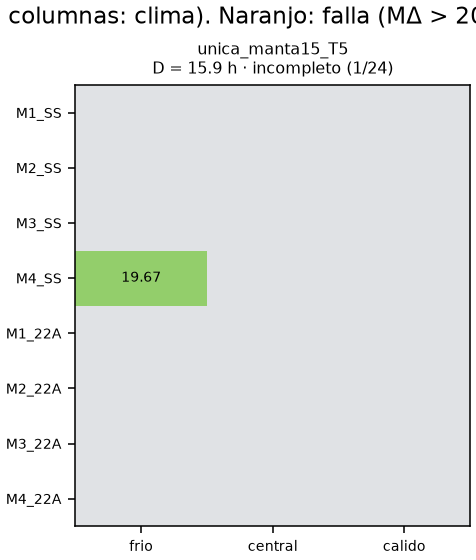 columnas: clima). Naranjo: falla (MΔ > 20
unica_manta15_T5
D = 15.9 h · incompleto (1/24)
M1_SS
M2_SS
M3_SS
M4_SS
19.67
M1_22A
M2_22A
M3_22A
M4_22A
frio
central
calido